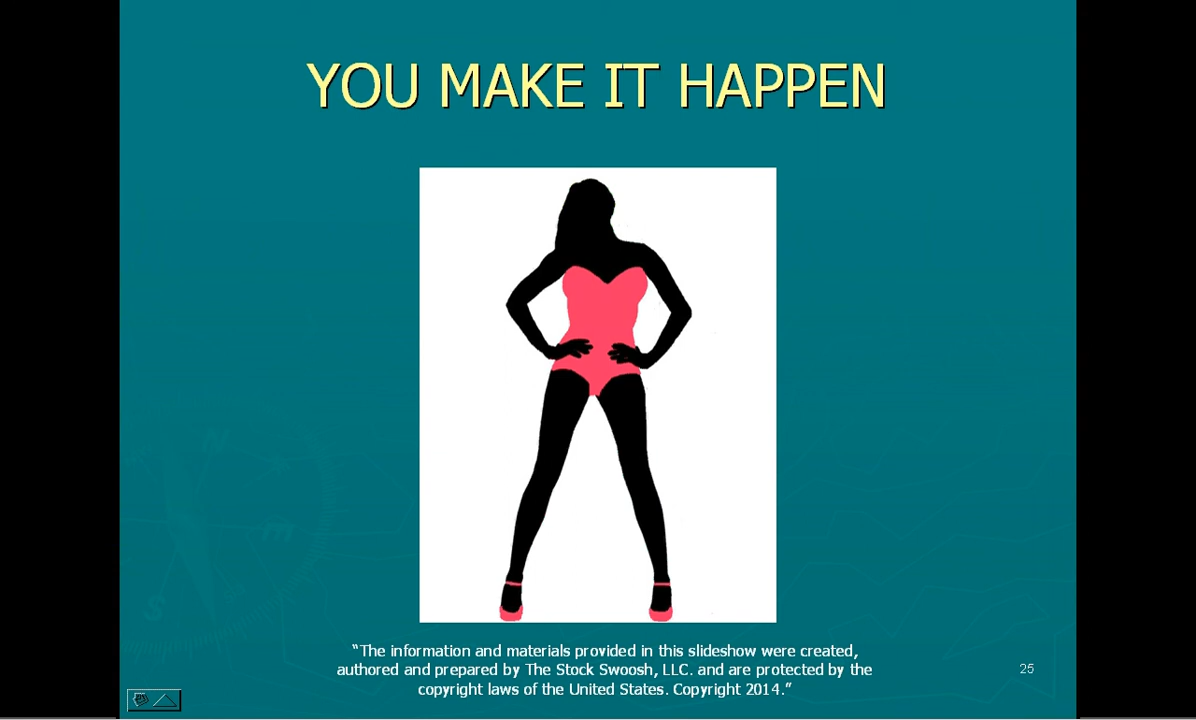 YOU MAKE IT HAPPEN
“The information and materials provided in this slideshow were created,
authored and prepared by The Stock Swoosh, LLC. and are protected by the
copyright laws of the United States. Copyright 2014.”
25
N
E
S